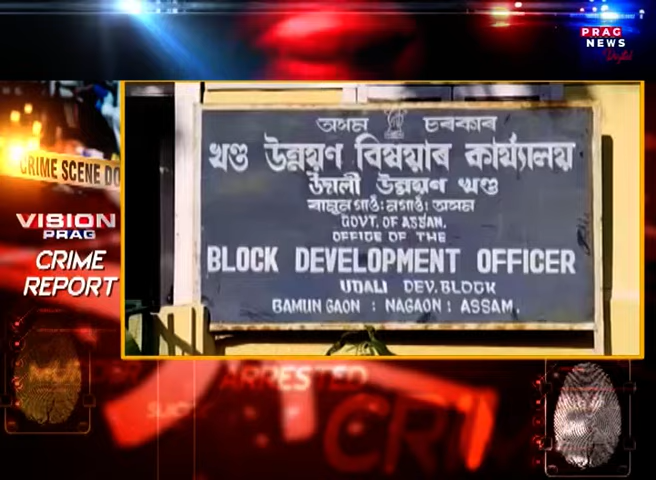 PRAG
NEWS
Digital
CRIME SCENE DO
VISION
PRAG
CRIME
REPORT
অসম চৰকাৰ
খণ্ড উন্নয়ণ বিষয়াৰ কাৰ্য্যালয়
উদালী উন্নয়ণ খণ্ড
বামুন গাওঁ: নগাওঁ: অসম
GOVT. OF ASSAM.
OFFICE OF THE
BLOCK DEVELOPMENT OFFICER
UDALI DEV. BLOCK
BAMUN GAON : NAGAON : ASSAM.
ARRESTED